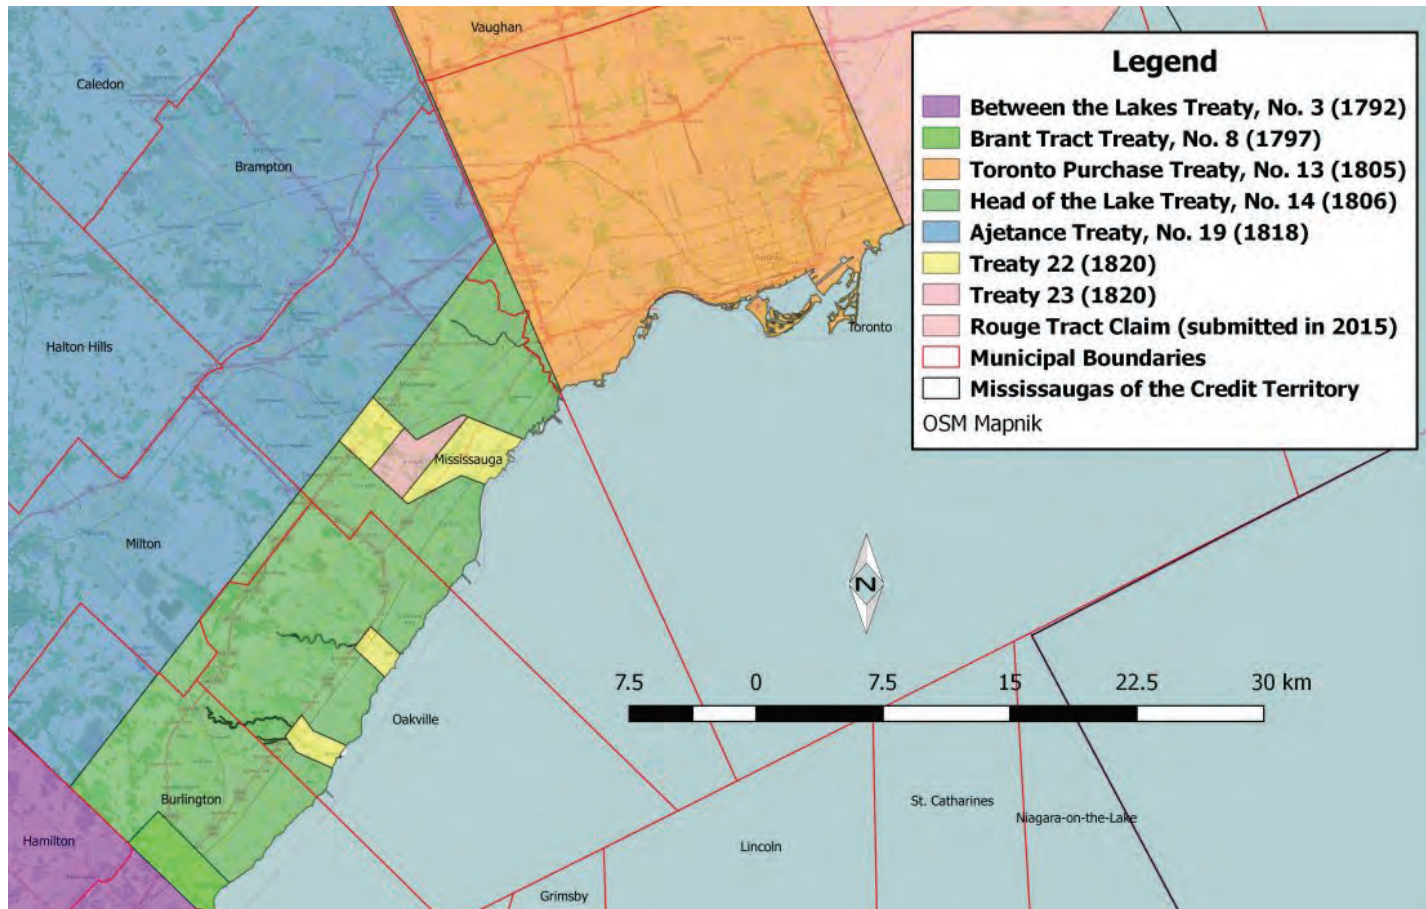 Vaughan
Caledon
Brampton
Halton Hills
Toronto
Mississauga
Milton
Oakville
Burlington
Hamilton
St. Catharines
Niagara-on-the-Lake
Lincoln
Grimsby
Legend
Between the Lakes Treaty, No. 3 (1792)
Brant Tract Treaty, No. 8 (1797)
Toronto Purchase Treaty, No. 13 (1805)
Head of the Lake Treaty, No. 14 (1806)
Ajetance Treaty, No. 19 (1818)
Treaty 22 (1820)
Treaty 23 (1820)
Rouge Tract Claim (submitted in 2015)
Municipal Boundaries
Mississaugas of the Credit Territory
OSM Mapnik
N
7.5 0 7.5 15 22.5 30 km